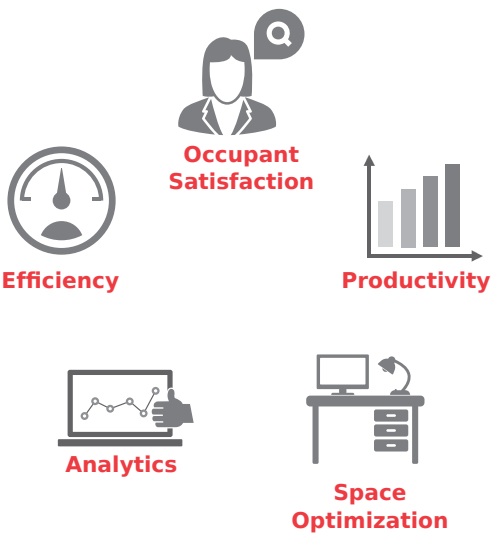 Occupant
Satisfaction
Efficiency
Productivity
Analytics
Space
Optimization